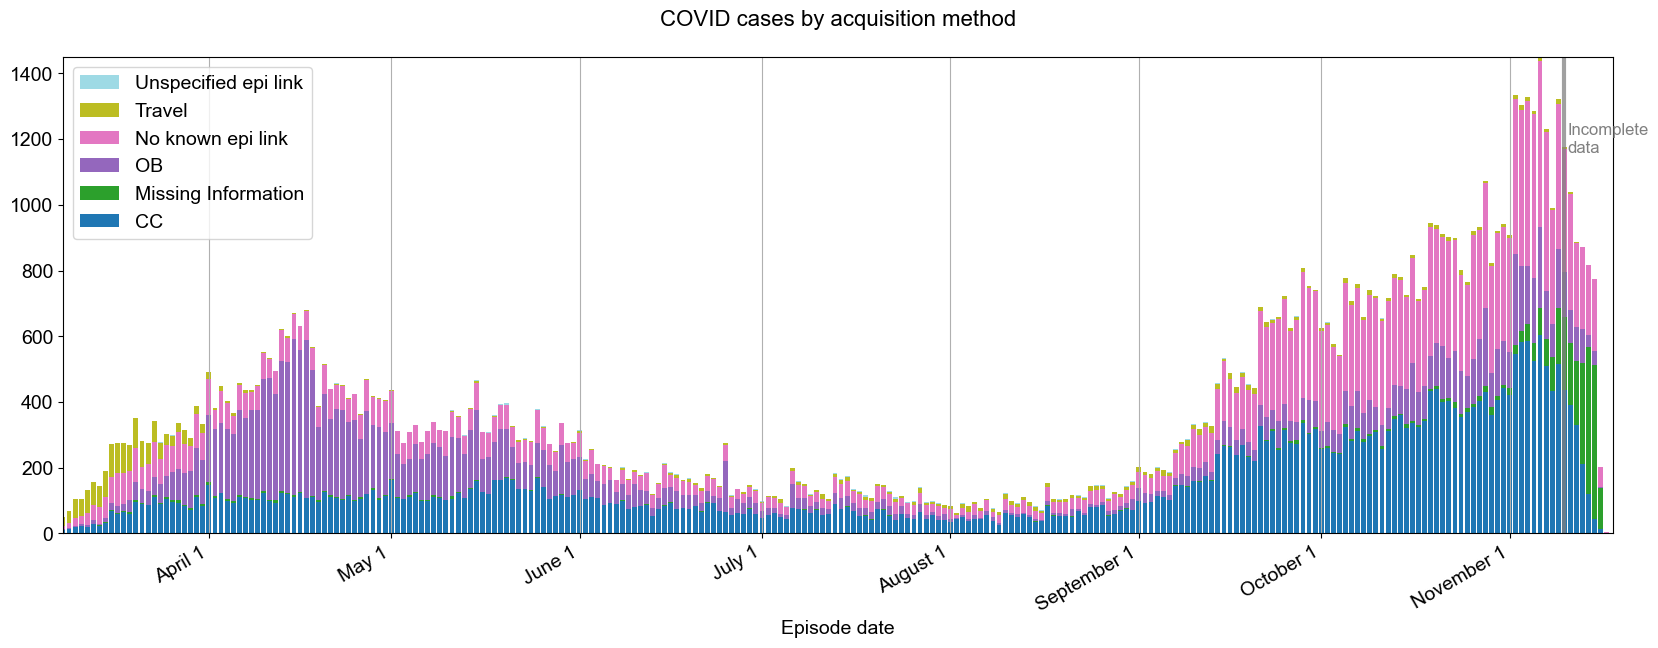 COVID cases by acquisition method
1400
1200
1000
800
600
400
200
0
Unspecified epi link
Travel
No known epi link
OB
Missing Information
CC
Incomplete
data
April 1
May 1
June 1
July 1
August 1
September 1
October 1
November 1
Episode date